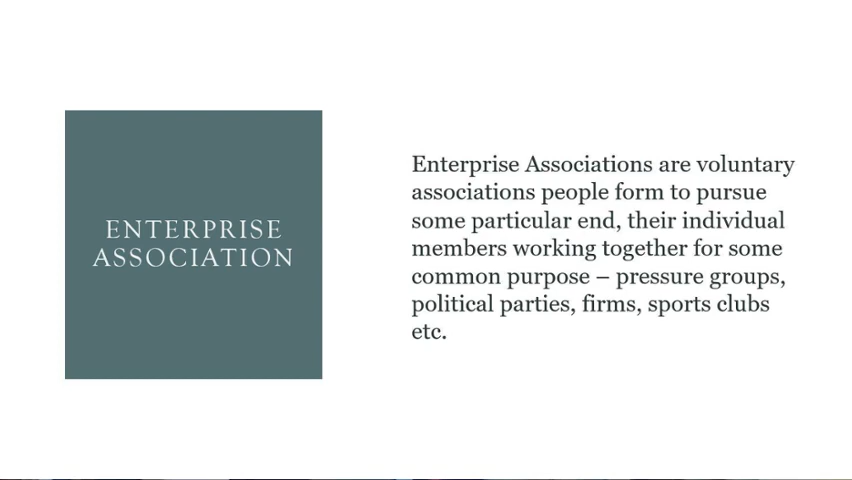 ENTERPRISE
ASSOCIATION
Enterprise Associations are voluntary
associations people form to pursue
some particular end, their individual
members working together for some
common purpose – pressure groups,
political parties, firms, sports clubs
etc.